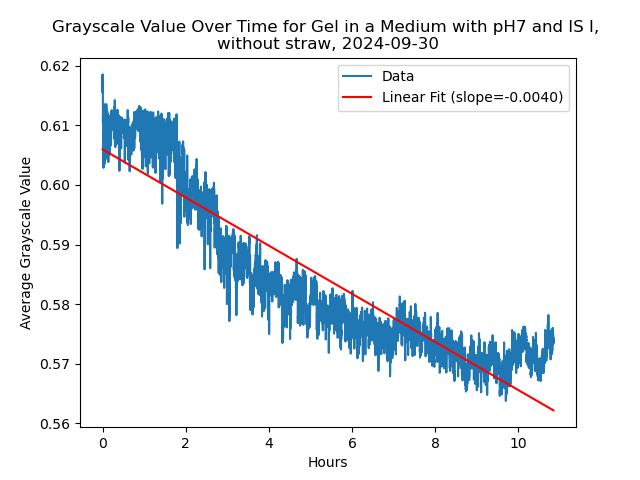 Grayscale Value Over Time for Gel in a Medium with pH7 and IS I,
without straw, 2024-09-30
Data
Linear Fit (slope=-0.0040)
Average Grayscale Value
0.62
0.61
0.60
0.59
0.58
0.57
0.56
0 2 4 6 8 10
Hours